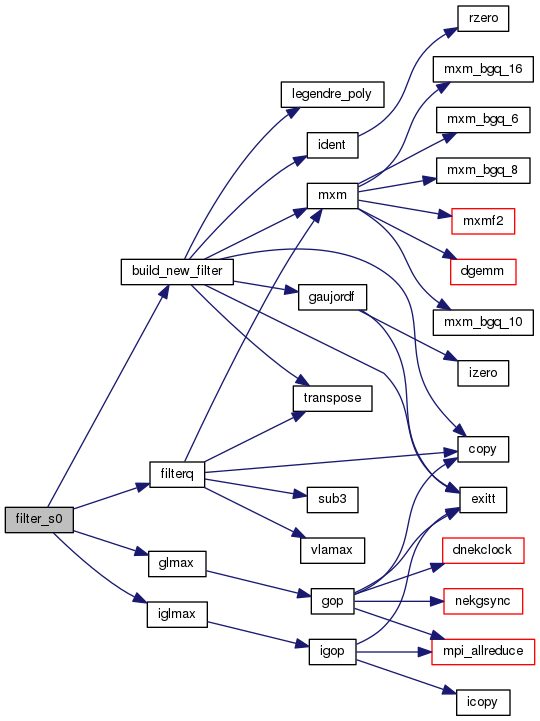 rzero
mxm_bgq_16
legendre_poly
mxm_bgq_6
ident
mxm_bgq_8
mxm
mxmf2
build_new_filter
dgemm
gaujordf
mxm_bgq_10
izero
transpose
copy
filterq
sub3
exitt
filter_s0
vlamax
dnekclock
glmax
gop
nekgsync
iglmax
igop
mpi_allreduce
icopy